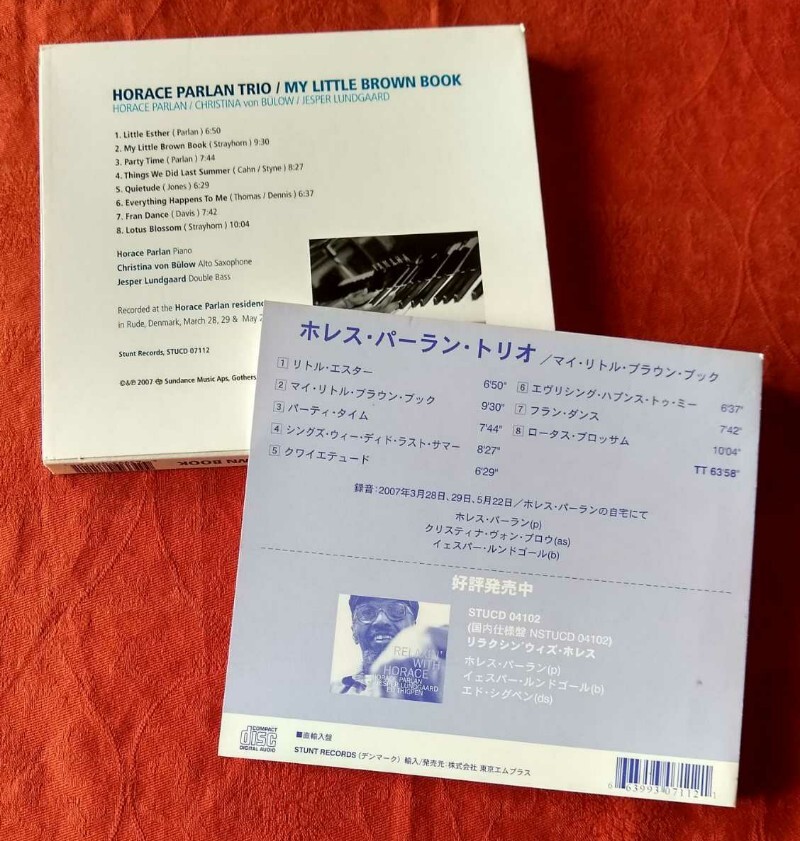 HORACE PARLAN TRIO / MY LITTLE BROWN BOOK
HORACE PARLAN / CHRISTINA von BÜLOW / JESPER LUNDGAARD
1. Little Esther ( Parlan ) 6:50
2. My Little Brown Book ( Strayhorn ) 9:30
3. Party Time ( Parlan ) 7:44
4. Things We Did Last Summer ( Cahn / Styne ) 8:27
5. Quietude ( Jones ) 6:29
6. Everything Happens To Me ( Thomas / Dennis ) 6:37
7. Fran Dance ( Davis ) 7:42
8. Lotus Blossom ( Strayhorn ) 10:04
Horace Parlan Piano
Christina von Bülow Alto Saxophone
Jesper Lundgaard Double Bass
Recorded at the Horace Parlan
in Rude, Denmark, March 28, 29 & May
Stunt Records, STUCD 07112
©&℗ 2007 Sundance Music Aps,
BROWN BOOK
ホレス・パーラン・トリオ/マイ・リトル・ブラウン・ブック
1 リトル・エスター 6'50"
2 マイ・リトル・ブラウン・ブック 9'30"
3 パーティ・タイム 7'44"
4 シングズ・ウィー・ディド・ラスト・サマー 8'27"
5 クワイエテュード 6'29"
6 エヴリシング・ハプンス・トゥ・ミー 6'37"
7 フラン・ダンス 7'42"
8 ロータス・ブロッサム 10'04"
TT 63'58"
録音:2007年3月28日、29日、5月22日/ホレス・パーランの自宅にて
ホレス・パーラン(p)
クリスティナ・ヴォン・ブロウ(as)
イェスパー・ルンドゴール(b)
好評発売中
RELAXIN'
WITH
HORACE
HORACE PARLAN
JESPER LUNDGAARD
ED THIGPEN
STUCD 04102
(国内仕様盤 NSTUCD 04102)
リラクシン'ウィズ・ホレス
ホレス・パーラン(p)
イェスパー・ルンドゴール(b)
エド・シグペン(ds)
COMPACT
disc
DIGITAL AUDIO
■直輸入盤
STUNT RECORDS (デンマーク) 輸入/発売元:株式会社 東京エムプラス
6 63993 07112 1